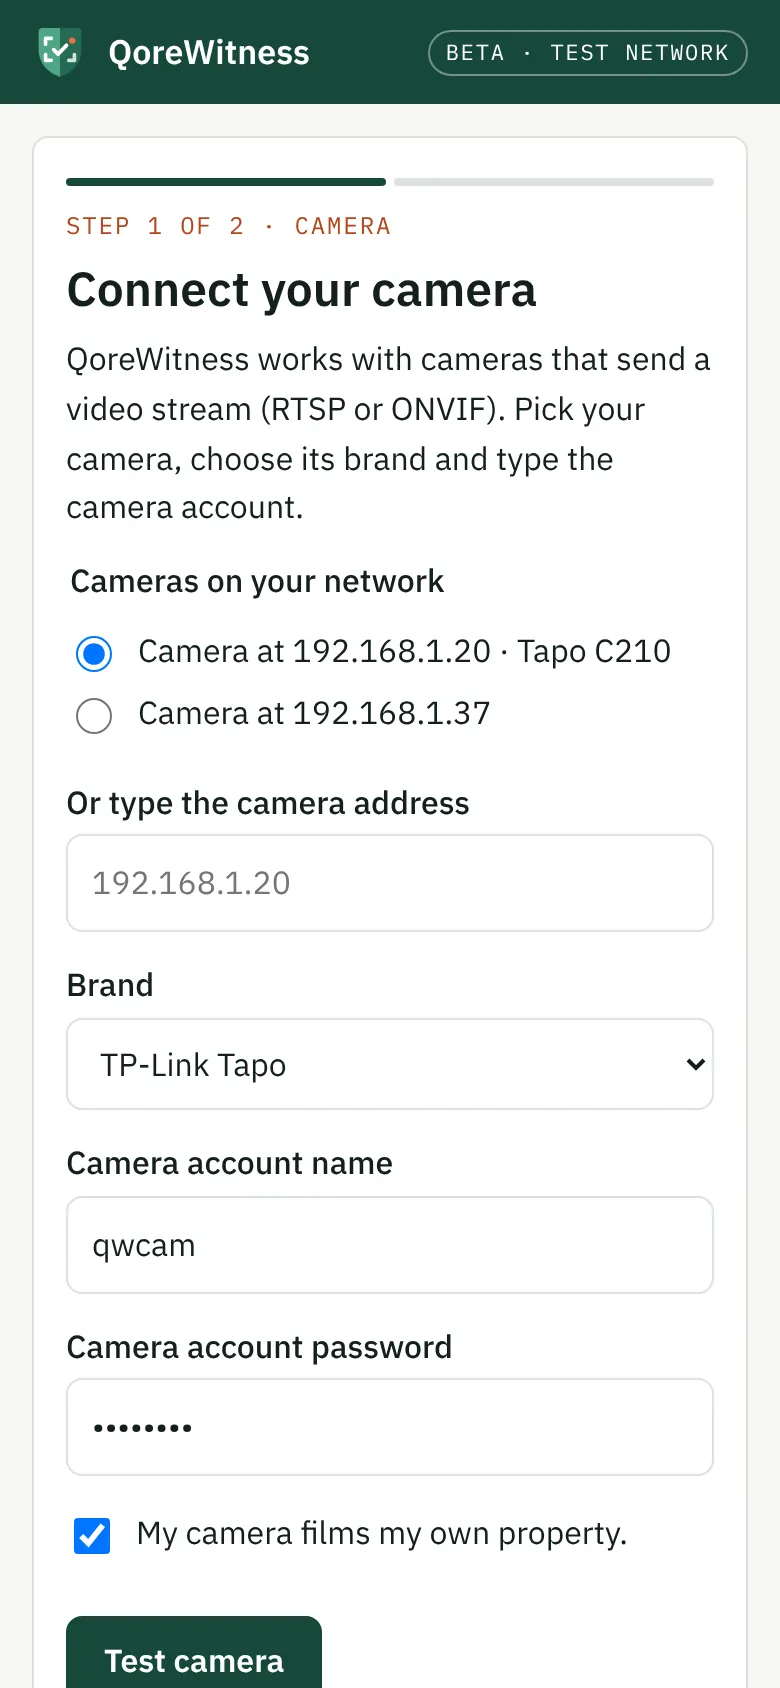 QoreWitness
BETA · TEST NETWORK
STEP 1 OF 2 · CAMERA
Connect your camera
QoreWitness works with cameras that send a
video stream (RTSP or ONVIF). Pick your
camera, choose its brand and type the
camera account.
Cameras on your network
Camera at 192.168.1.20 · Tapo C210
Camera at 192.168.1.37
Or type the camera address
192.168.1.20
Brand
TP-Link Tapo
Camera account name
qwcam
Camera account password
••••••••
My camera films my own property.
Test camera